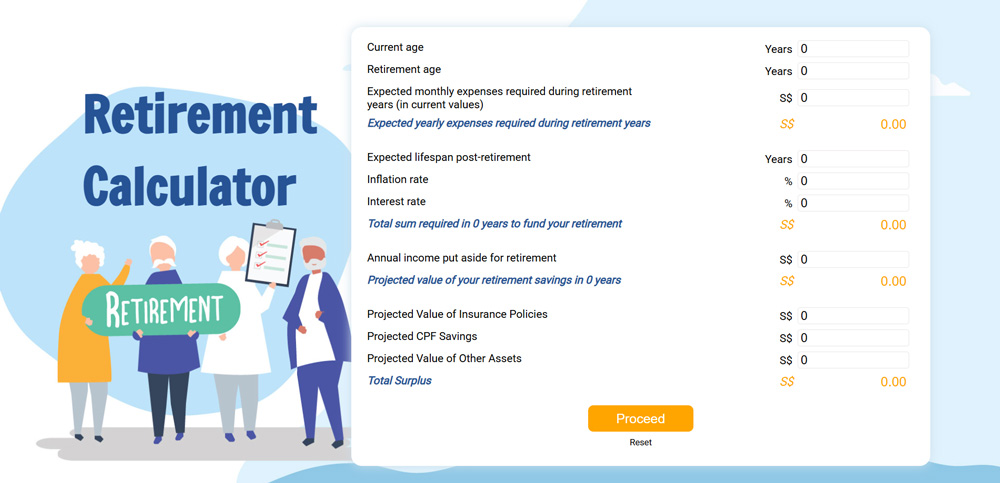 Retirement
Calculator
RETIREMENT
Current age Years 0
Retirement age Years 0
Expected monthly expenses required during retirement
years (in current values) S$ 0
Expected yearly expenses required during retirement years S$ 0.00
Expected lifespan post-retirement Years 0
Inflation rate % 0
Interest rate % 0
Total sum required in 0 years to fund your retirement S$ 0.00
Annual income put aside for retirement S$ 0
Projected value of your retirement savings in 0 years S$ 0.00
Projected Value of Insurance Policies S$ 0
Projected CPF Savings S$ 0
Projected Value of Other Assets S$ 0
Total Surplus S$ 0.00
Proceed
Reset